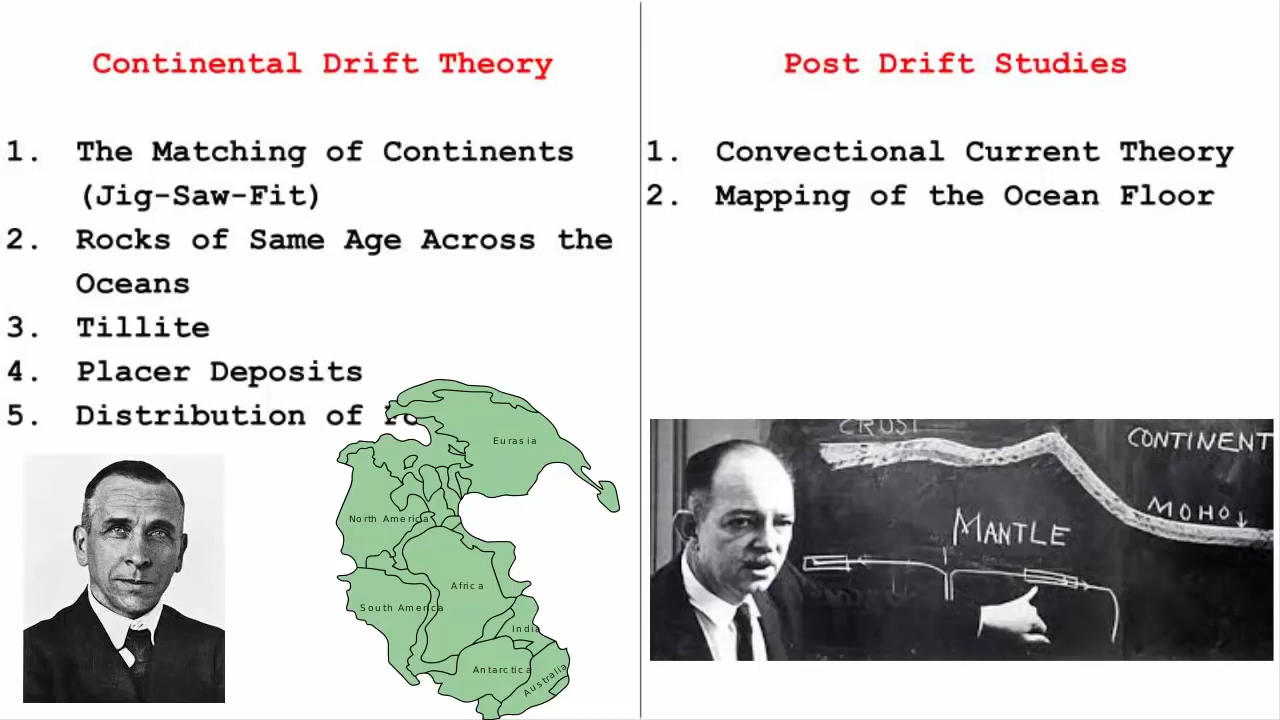 Continental Drift Theory
1. The Matching of Continents
(Jig-Saw-Fit)
2. Rocks of Same Age Across the
Oceans
3. Tillite
4. Placer Deposits
5. Distribution of
Eurasia
North America
Africa
South America
India
Antarctica
Australia
Post Drift Studies
1. Convectional Current Theory
2. Mapping of the Ocean Floor
CRUST
CONTINENT
MOHO
MANTLE